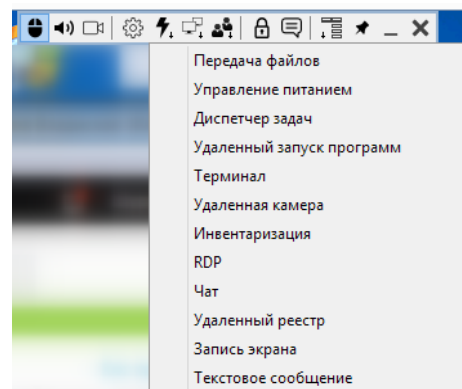 Передача файлов
Управление питанием
Диспетчер задач
Удаленный запуск программ
Терминал
Удаленная камера
Инвентаризация
RDP
Чат
Удаленный реестр
Запись экрана
Текстовое сообщение